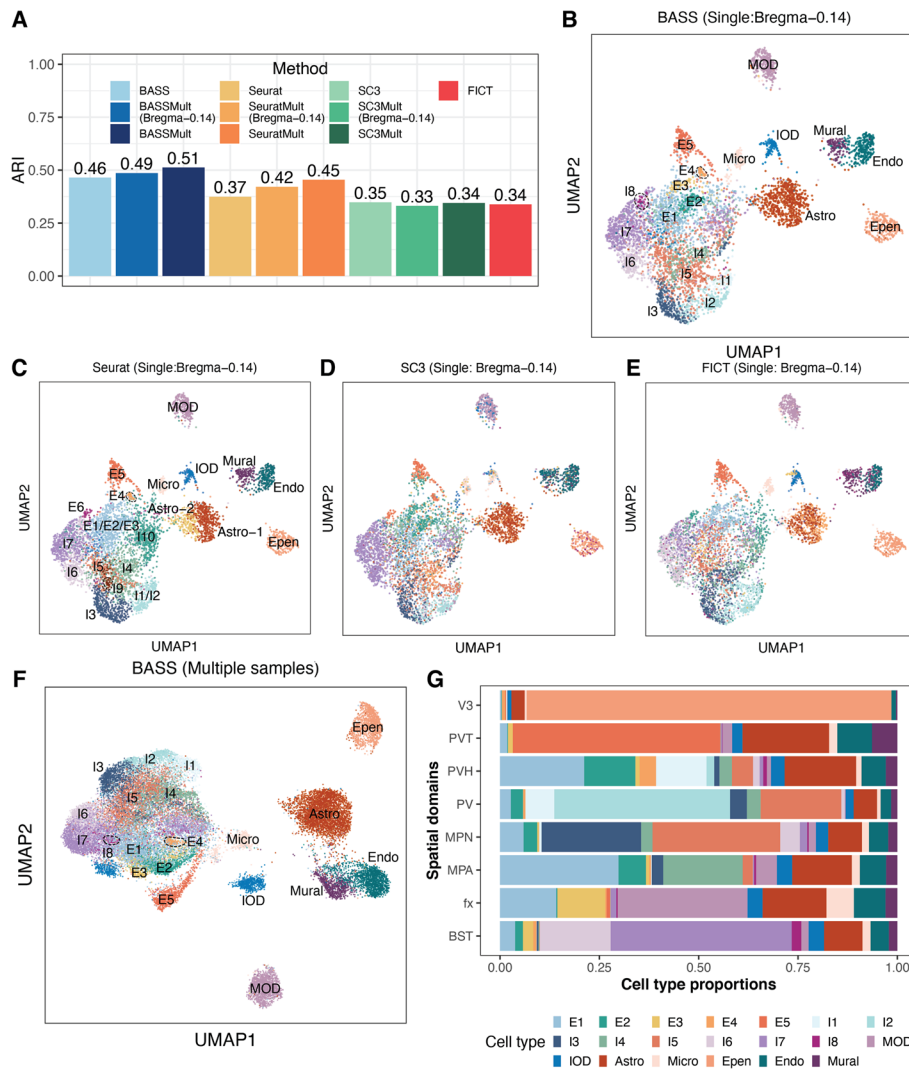 A
Method
BASS
BASSMult
(Bregma−0.14)
BASSMult
Seurat
SeuratMult
(Bregma−0.14)
SeuratMult
SC3
SC3Mult
(Bregma−0.14)
SC3Mult
FICT
ARI
1.00
0.75
0.50
0.25
0.00
0.46 0.49 0.51 0.37 0.42 0.45 0.35 0.33 0.34 0.34
B
BASS (Single:Bregma−0.14)
MOD
E5 Micro IOD Mural Endo
E4
E3
I8 E1 E2 Astro Epen
I7
I6 I4
I5 I1
I3 I2
UMAP2
UMAP1
C
Seurat (Single:Bregma−0.14)
MOD
E5 IOD Mural
E4 Micro Endo
E6 Astro−2
E1/E2/E3 Astro−1
I7 I10 Epen
I6 I5 I4
I9
I3 I1/I2
UMAP2
UMAP1
D
SC3 (Single: Bregma−0.14)
UMAP2
UMAP1
E
FICT (Single: Bregma−0.14)
UMAP2
UMAP1
F
BASS (Multiple samples)
Epen
I2
I3 I1
I5 I4
I6 Astro
I7 I8 E1 E4 Micro
E3 E2 Endo
E5 IOD Mural
MOD
UMAP2
UMAP1
G
Spatial domains
V3
PVT
PVH
PV
MPN
MPA
fx
BST
0.00 0.25 0.50 0.75 1.00
Cell type proportions
Cell type
E1 E2 E3 E4 E5 I1 I2
I3 I4 I5 I6 I7 I8 MOD
IOD Astro Micro Epen Endo Mural